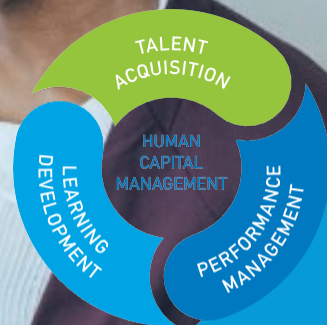 TALENT
ACQUISITION
HUMAN
CAPITAL
MANAGEMENT
LEARNING
DEVELOPMENT
PERFORMANCE
MANAGEMENT